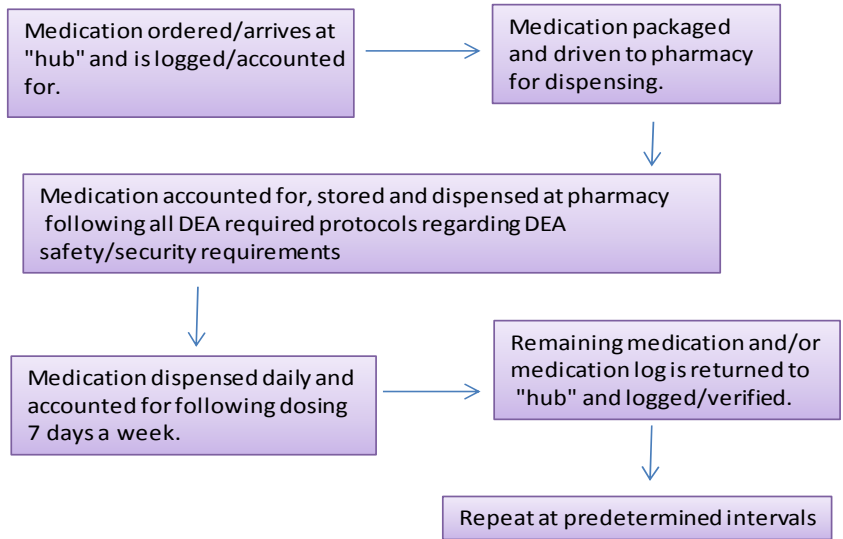 Medication ordered/arrives at
"hub" and is logged/accounted
for.
Medication packaged
and driven to pharmacy
for dispensing.
Medication accounted for, stored and dispensed at pharmacy
following all DEA required protocols regarding DEA
safety/security requirements
Medication dispensed daily and
accounted for following dosing
7 days a week.
Remaining medication and/or
medication log is returned to
"hub" and logged/verified.
Repeat at predetermined intervals